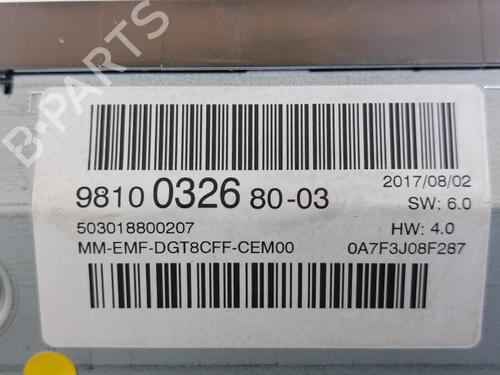 B-PARTS
9810 0326 80-03
2017/08/02
SW: 6.0
503018800207
HW: 4.0
MM-EMF-DGT8CFF-CEM00
0A7F3J08F287